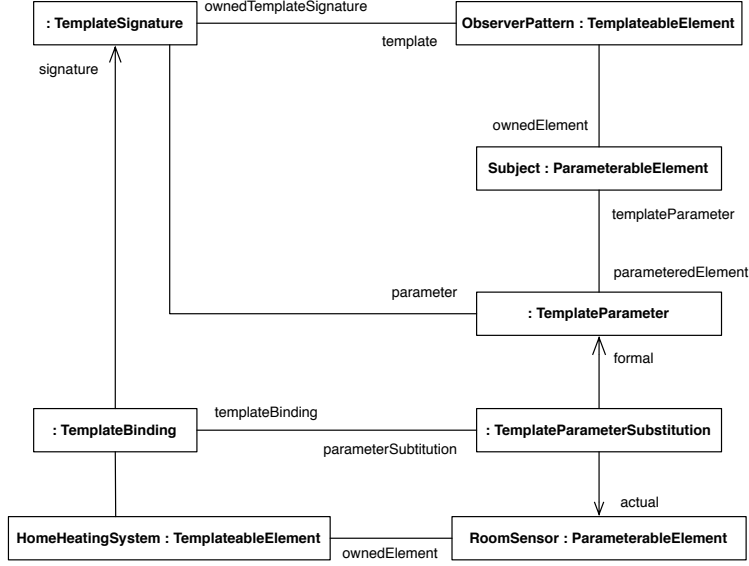 ownedTemplateSignature
: TemplateSignature
ObserverPattern : TemplateableElement
template
signature
ownedElement
Subject : ParameterableElement
templateParameter
parameteredElement
parameter
: TemplateParameter
formal
templateBinding
: TemplateBinding
: TemplateParameterSubstitution
parameterSubtitution
actual
HomeHeatingSystem : TemplateableElement
RoomSensor : ParameterableElement
ownedElement